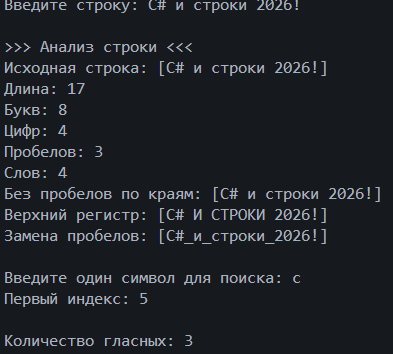 Введите строку: C# и строки 2026!
>>> Анализ строки <<<
Исходная строка: [C# и строки 2026!]
Длина: 17
Букв: 8
Цифр: 4
Пробелов: 3
Слов: 4
Без пробелов по краям: [C# и строки 2026!]
Верхний регистр: [C# И СТРОКИ 2026!]
Замена пробелов: [C#_и_строки_2026!]
Введите один символ для поиска: с
Первый индекс: 5
Количество гласных: 3